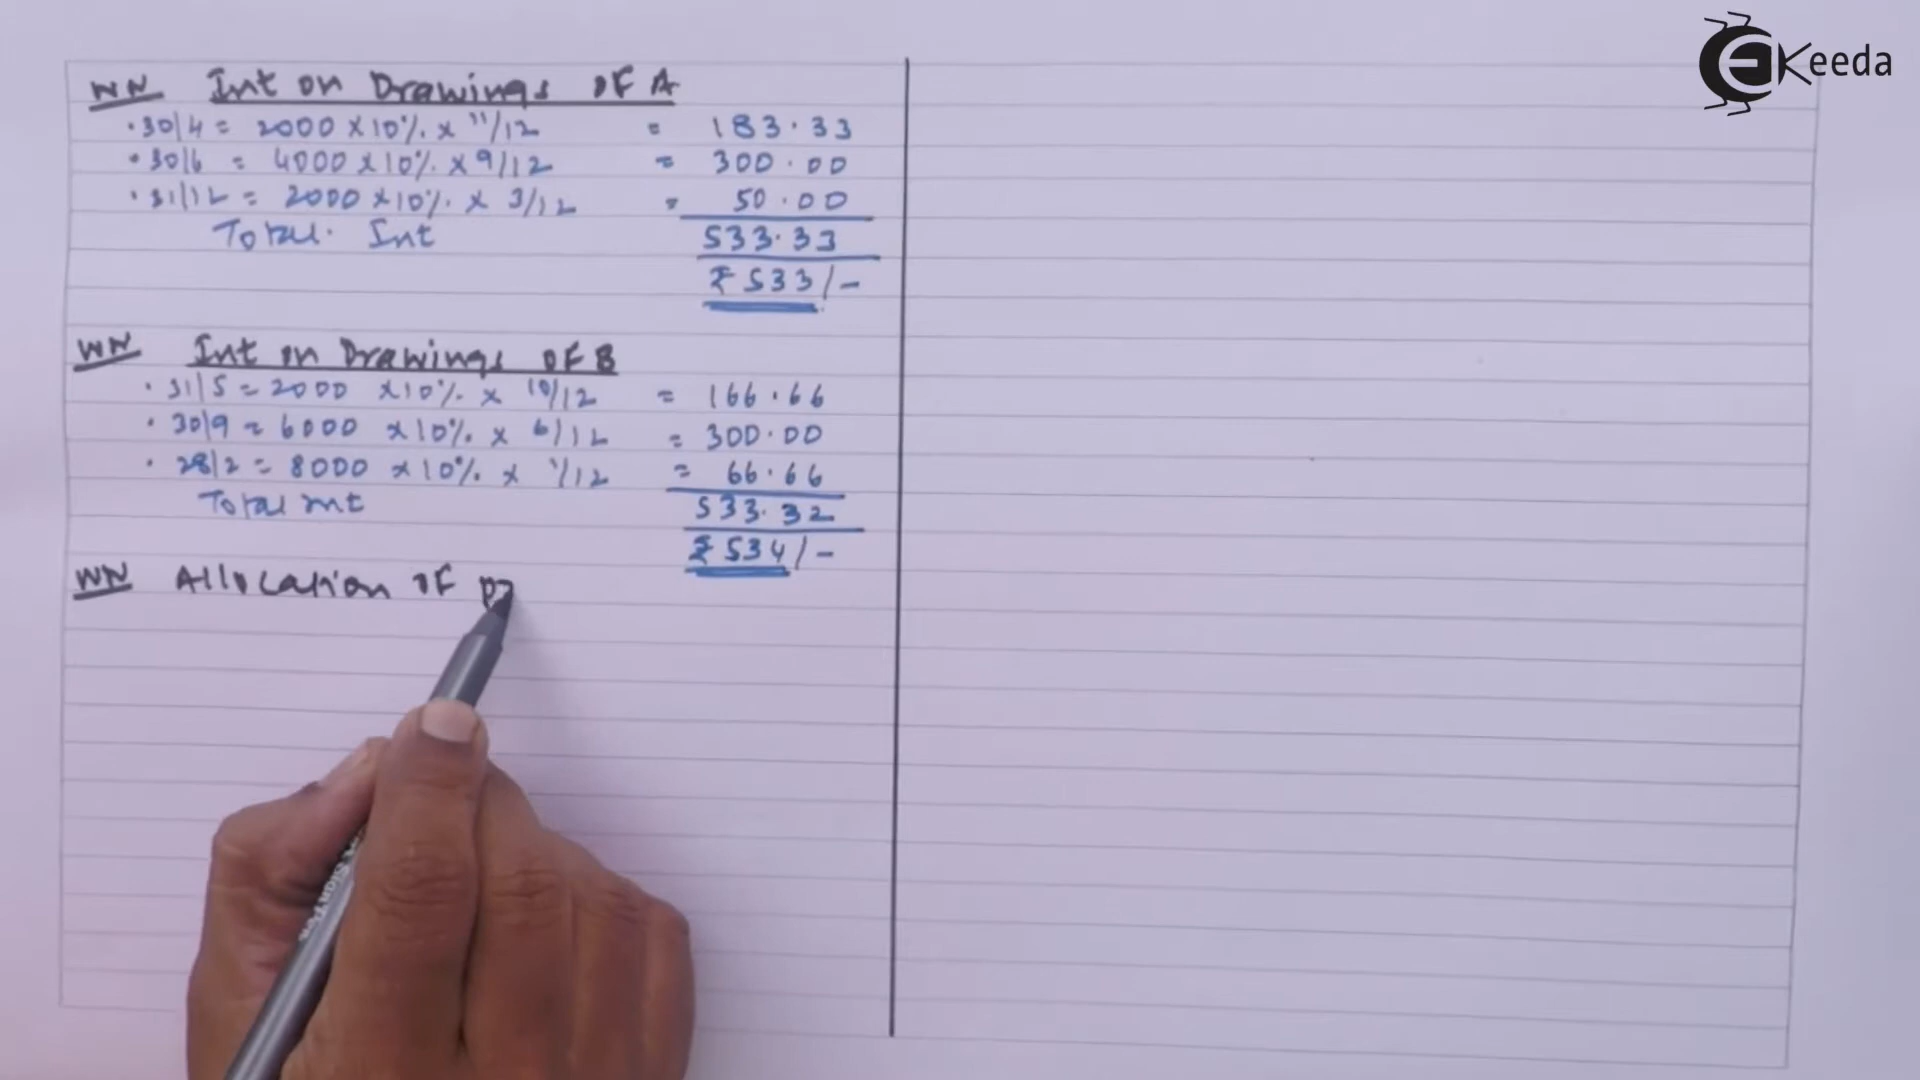 WN Int on Drawings OF A
• 30/4 = 2000 × 10% × 11/12 = 183.33
• 30/6 = 4000 × 10% × 9/12 = 300.00
• 31/12 = 2000 × 10% × 3/12 = 50.00
Total Int 533.33
₹ 533/-
WN Int on Drawings OF B
• 31/5 = 2000 × 10% × 10/12 = 166.66
• 30/9 = 6000 × 10% × 6/12 = 300.00
• 28/2 = 8000 × 10% × 1/12 = 66.66
Total Int 533.32
₹ 534/-
WN Allocation OF
Ekeeda